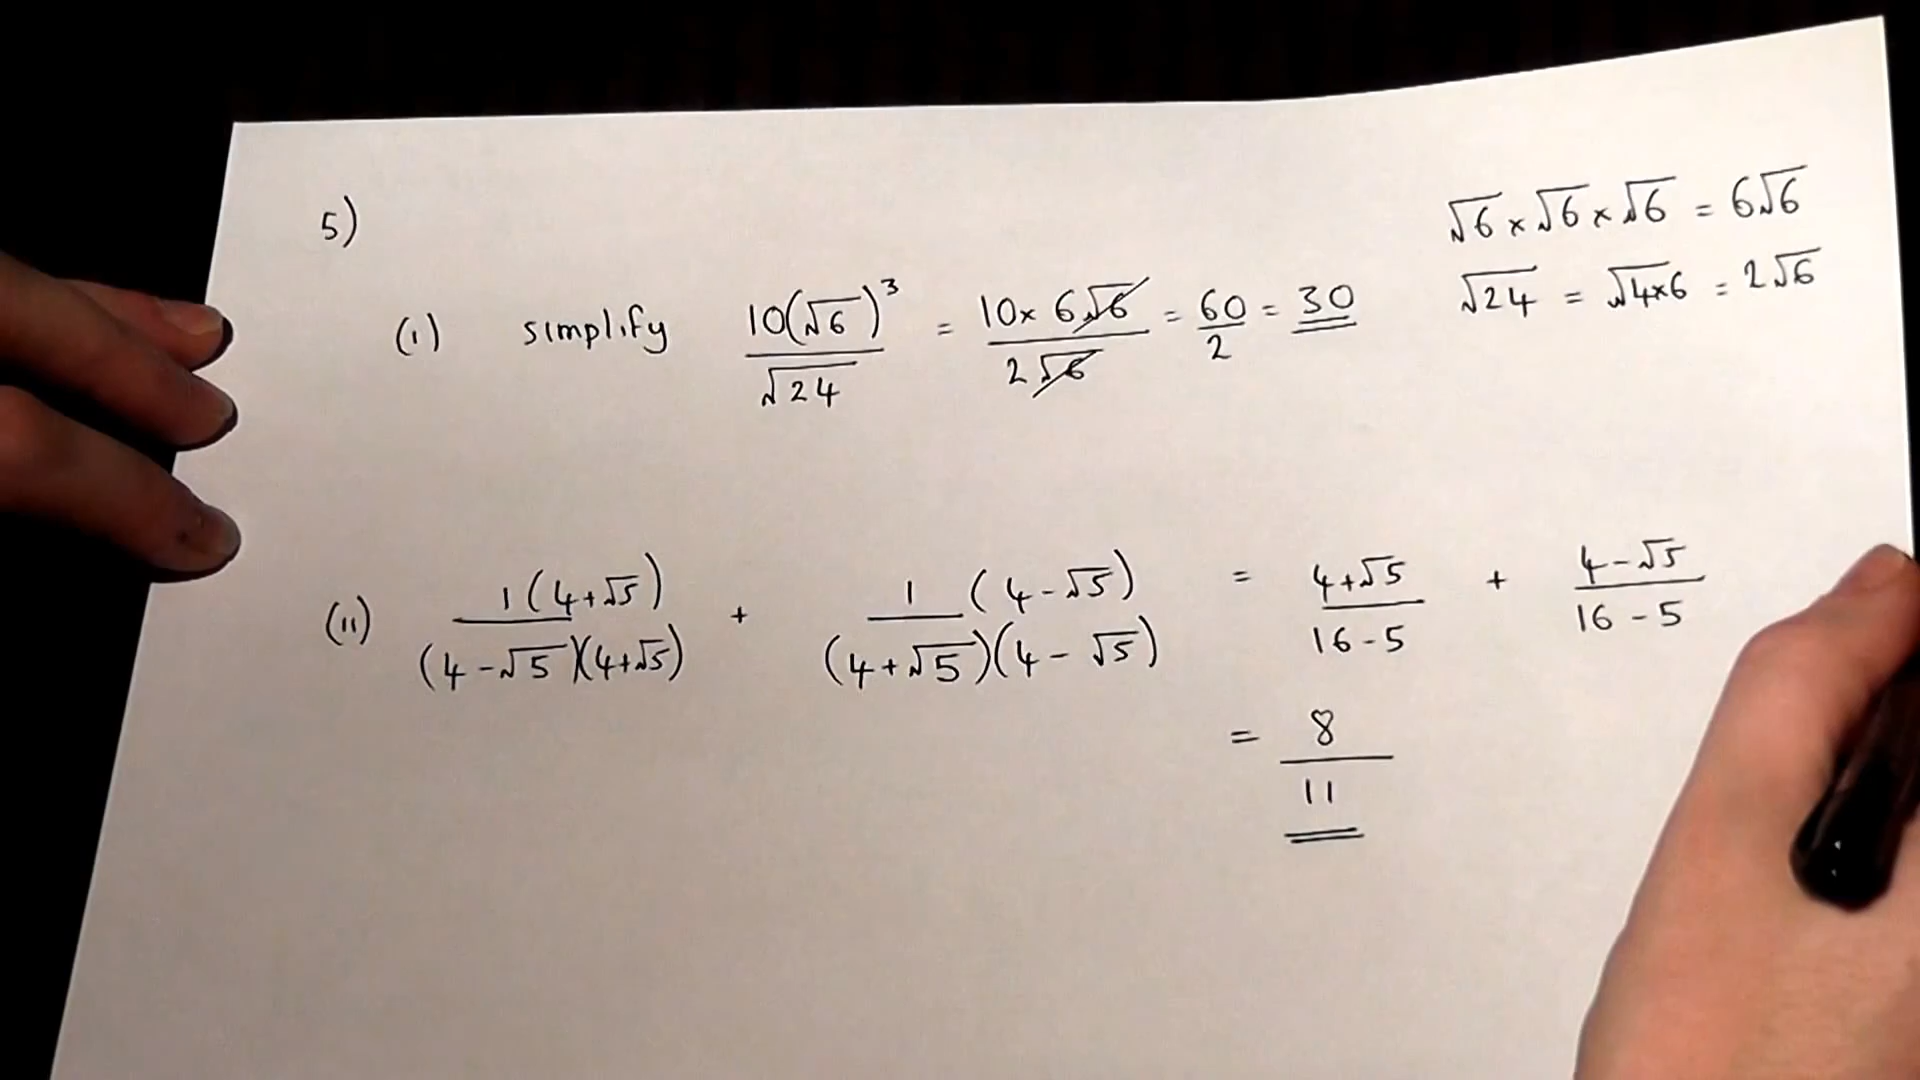 5)
√6 × √6 × √6 = 6√6
√24 = √4×6 = 2√6
(i) simplify 10(√6)³/√24 = 10× 6√6/2√6 = 60/2 = 30
(ii) 1(4+√5)/(4-√5)(4+√5) + 1(4-√5)/(4+√5)(4-√5) = 4+√5/16-5 + 4-√5/16-5
= 8/11